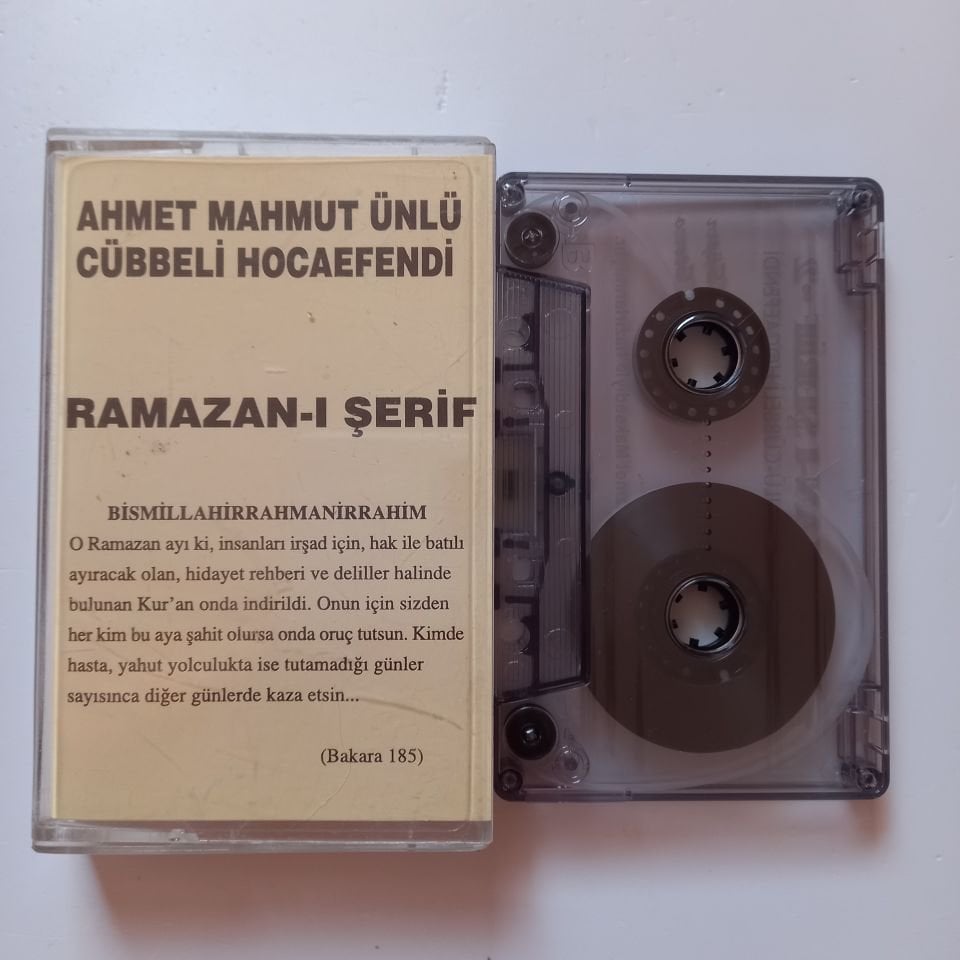 AHMET MAHMUT ÜNLÜ
CÜBBELİ HOCAEFENDİ
RAMAZAN-I ŞERİF
BİSMİLLAHİRRAHMANİRRAHİM
O Ramazan ayı ki, insanları irşad için, hak ile batılı
ayıracak olan, hidayet rehberi ve deliller halinde
bulunan Kur'an onda indirildi. Onun için sizden
her kim bu aya şahit olursa onda oruç tutsun. Kimde
hasta, yahut yolculukta ise tutamadığı günler
sayısınca diğer günlerde kaza etsin...
(Bakara 185)
B